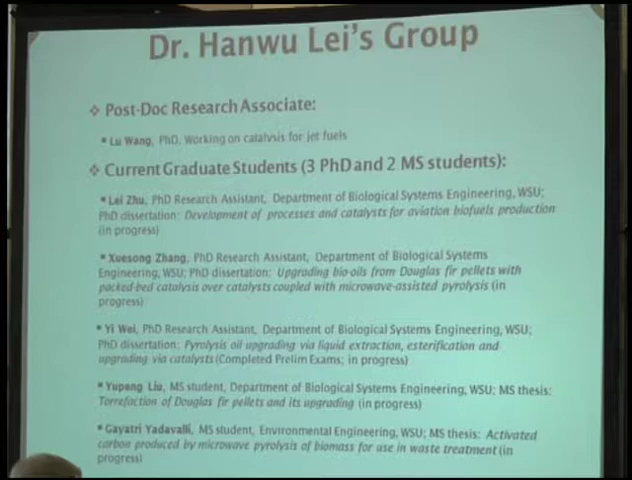 Dr. Hanwu Lei's Group
❖ Post-Doc Research Associate:
▪ Lu Wang, PhD, Working on catalysis for jet fuels
❖ Current Graduate Students (3 PhD and 2 MS students):
▪ Lei Zhu, PhD Research Assistant, Department of Biological Systems Engineering, WSU;
PhD dissertation: Development of processes and catalysts for aviation biofuels production
(in progress)
▪ Xuesong Zhang, PhD Research Assistant, Department of Biological Systems
Engineering, WSU; PhD dissertation: Upgrading bio-oils from Douglas fir pellets with
packed-bed catalysis over catalysts coupled with microwave-assisted pyrolysis (in
progress)
▪ Yi Wei, PhD Research Assistant, Department of Biological Systems Engineering, WSU;
PhD dissertation: Pyrolysis oil upgrading via liquid extraction, esterification and
upgrading via catalysts (Completed Prelim Exams; in progress)
▪ Yupeng Liu, MS student, Department of Biological Systems Engineering, WSU; MS thesis:
Torrefaction of Douglas fir pellets and its upgrading (in progress)
▪ Gayatri Yadavalli, MS student, Environmental Engineering, WSU; MS thesis: Activated
carbon produced by microwave pyrolysis of biomass for use in waste treatment (in
progress)